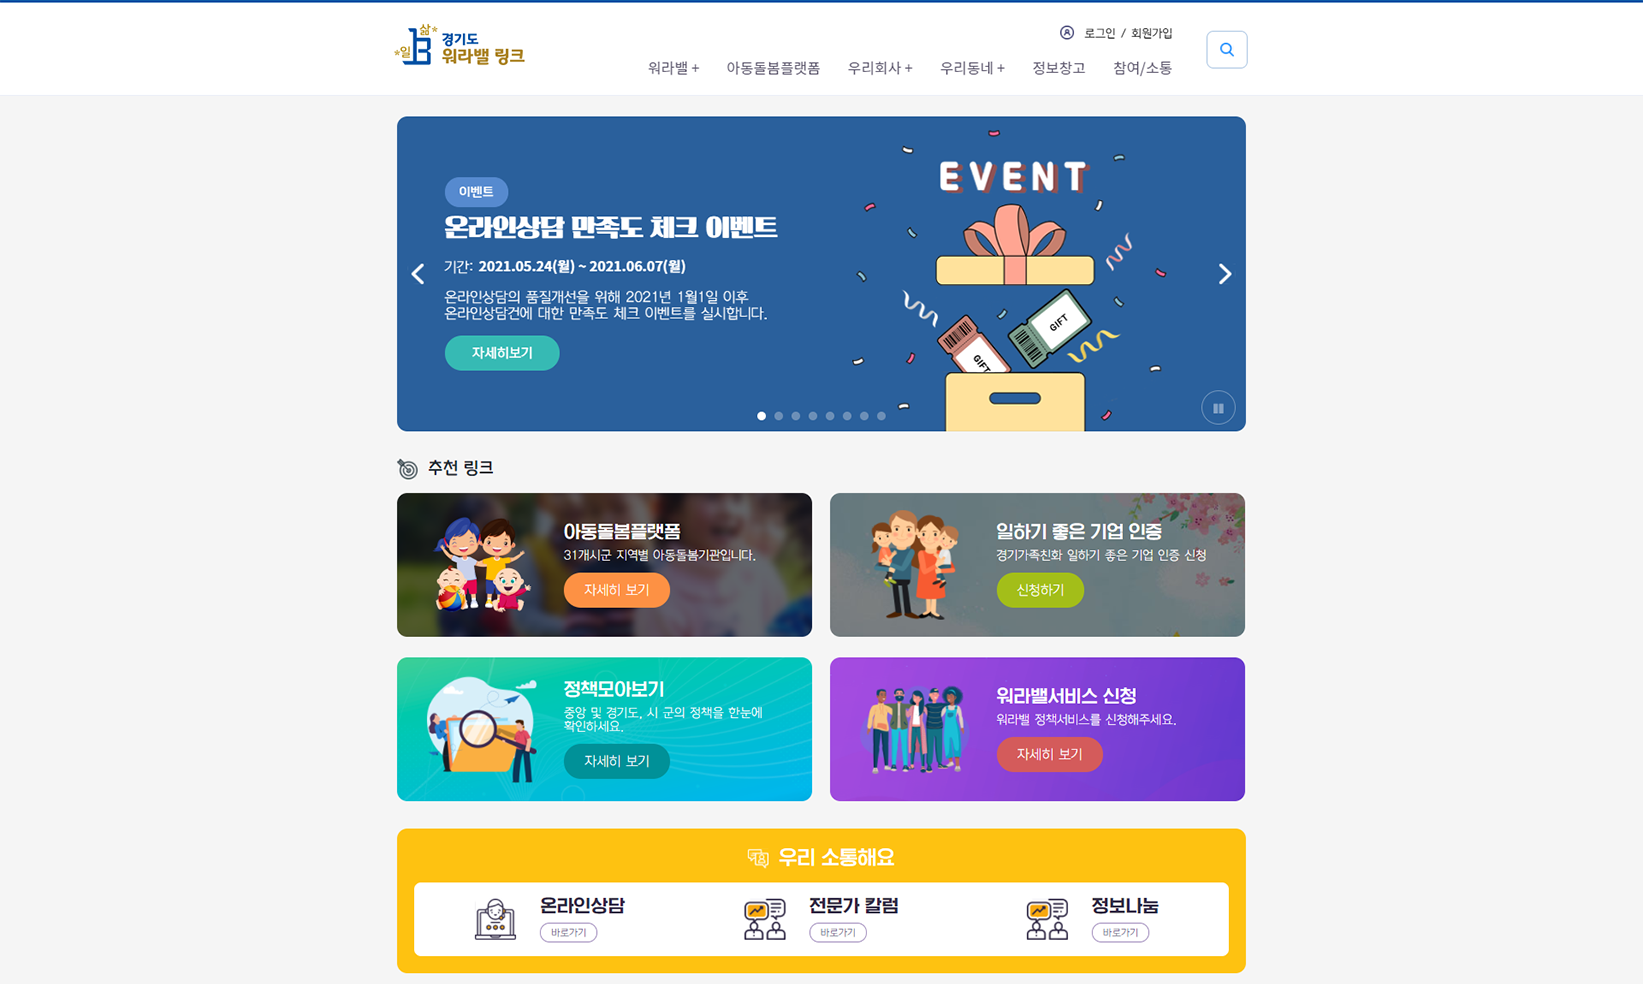 *일 삶*
경기도
워라밸 링크
로그인 / 회원가입
워라밸 +
아동돌봄플랫폼
우리회사 +
우리동네 +
정보창고
참여/소통
이벤트
온라인상담 만족도 체크 이벤트
기간: 2021.05.24(월) ~ 2021.06.07(월)
온라인상담의 품질개선을 위해 2021년 1월1일 이후
온라인상담건에 대한 만족도 체크 이벤트를 실시합니다.
자세히보기
EVENT
GIFT
GIFT
추천 링크
아동돌봄플랫폼
31개시군 지역별 아동돌봄기관입니다.
자세히 보기
일하기 좋은 기업 인증
경기가족친화 일하기 좋은 기업 인증 신청
신청하기
정책모아보기
중앙 및 경기도, 시 군의 정책을 한눈에
확인하세요.
자세히 보기
워라밸서비스 신청
워라밸 정책서비스를 신청해주세요.
자세히 보기
우리 소통해요
온라인상담
바로가기
전문가 칼럼
바로가기
정보나눔
바로가기